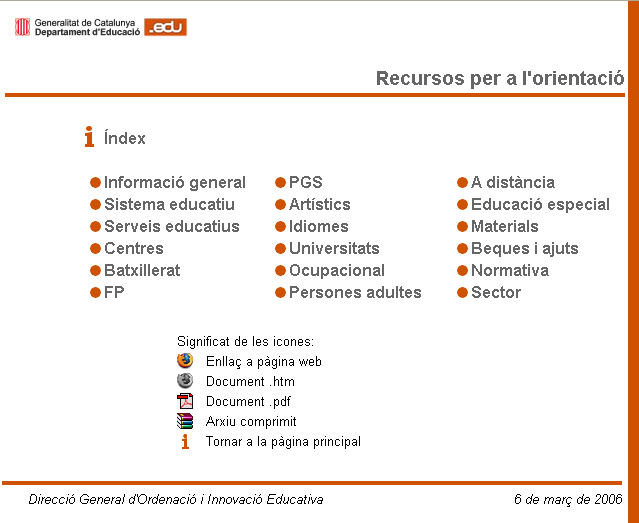 Generalitat de Catalunya
Departament d'Educació
.edu
Recursos per a l'orientació
i Índex
Informació general
Sistema educatiu
Serveis educatius
Centres
Batxillerat
FP
PGS
Artístics
Idiomes
Universitats
Ocupacional
Persones adultes
A distància
Educació especial
Materials
Beques i ajuts
Normativa
Sector
Significat de les icones:
Enllaç a pàgina web
Document .htm
Document .pdf
Arxiu comprimit
i Tornar a la pàgina principal
Direcció General d'Ordenació i Innovació Educativa
6 de març de 2006